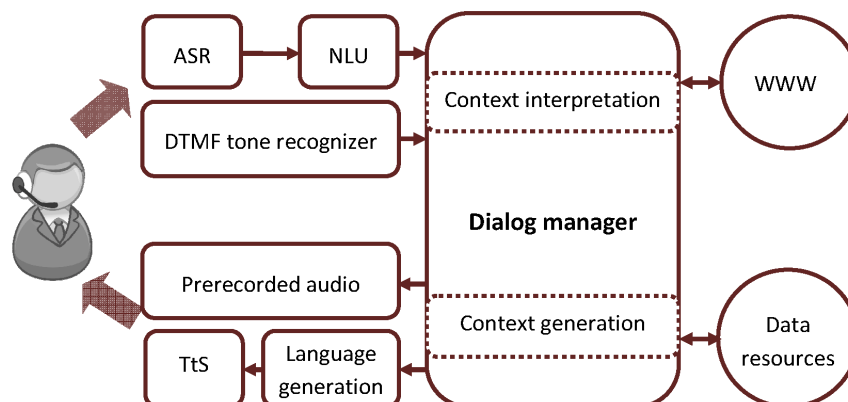 ASR
NLU
Context interpretation
WWW
DTMF tone recognizer
Dialog manager
Prerecorded audio
Context generation
Data
resources
TtS
Language
generation